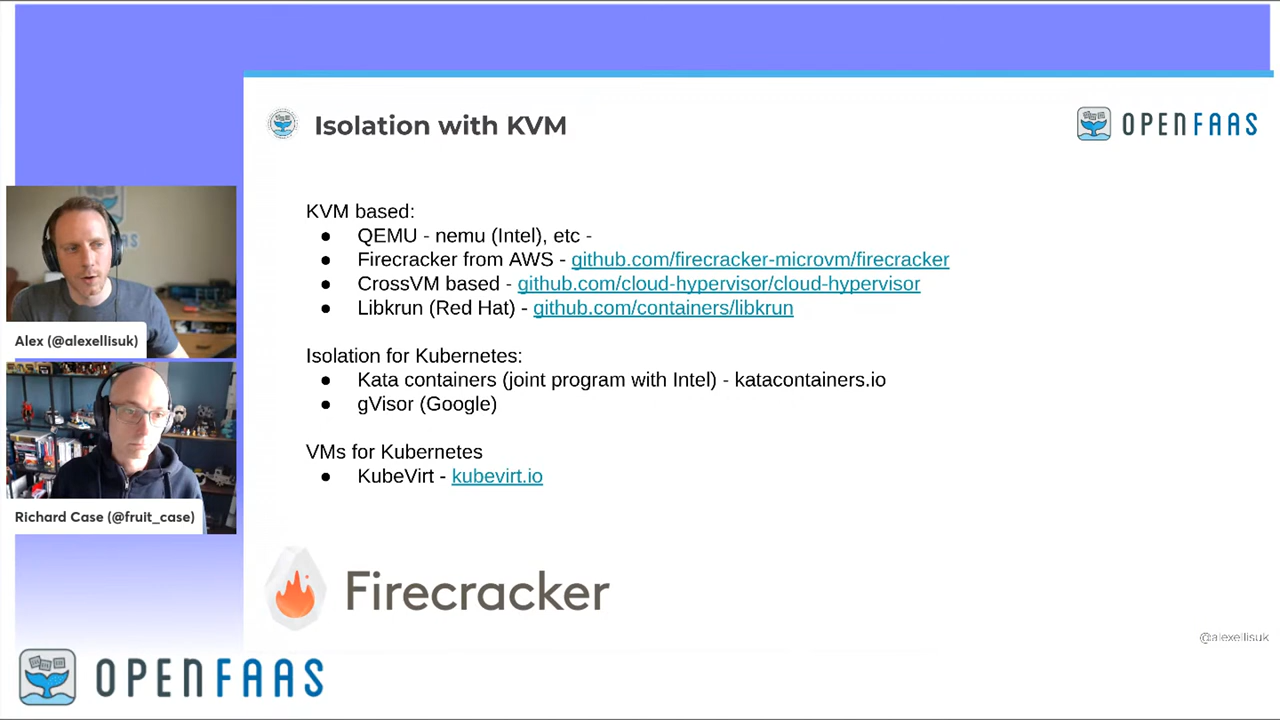 Isolation with KVM
OPENFAAS
KVM based:
● QEMU - nemu (Intel), etc -
● Firecracker from AWS - github.com/firecracker-microvm/firecracker
● CrossVM based - github.com/cloud-hypervisor/cloud-hypervisor
● Libkrun (Red Hat) - github.com/containers/libkrun
Isolation for Kubernetes:
● Kata containers (joint program with Intel) - katacontainers.io
● gVisor (Google)
VMs for Kubernetes
● KubeVirt - kubevirt.io
Firecracker
@alexellisuk
Alex (@alexellisuk)
Richard Case (@fruit_case)
OPENFAAS